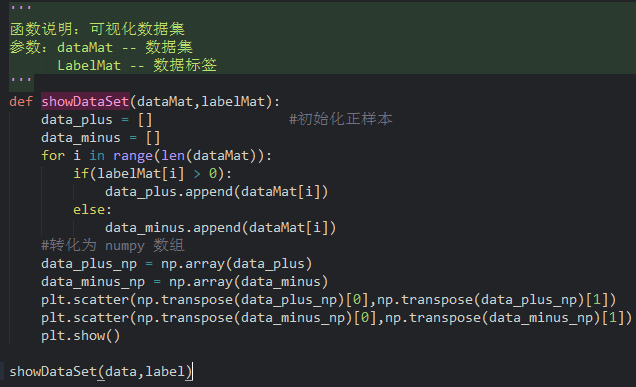 '''
函数说明：可视化数据集
参数：dataMat -- 数据集
      LabelMat -- 数据标签
'''
def showDataSet(dataMat,labelMat):
    data_plus = []                 #初始化正样本
    data_minus = []
    for i in range(len(dataMat)):
        if(labelMat[i] > 0):
            data_plus.append(dataMat[i])
        else:
            data_minus.append(dataMat[i])
    #转化为 numpy 数组
    data_plus_np = np.array(data_plus)
    data_minus_np = np.array(data_minus)
    plt.scatter(np.transpose(data_plus_np)[0],np.transpose(data_plus_np)[1])
    plt.scatter(np.transpose(data_minus_np)[0],np.transpose(data_minus_np)[1])
    plt.show()
showDataSet(data,label)